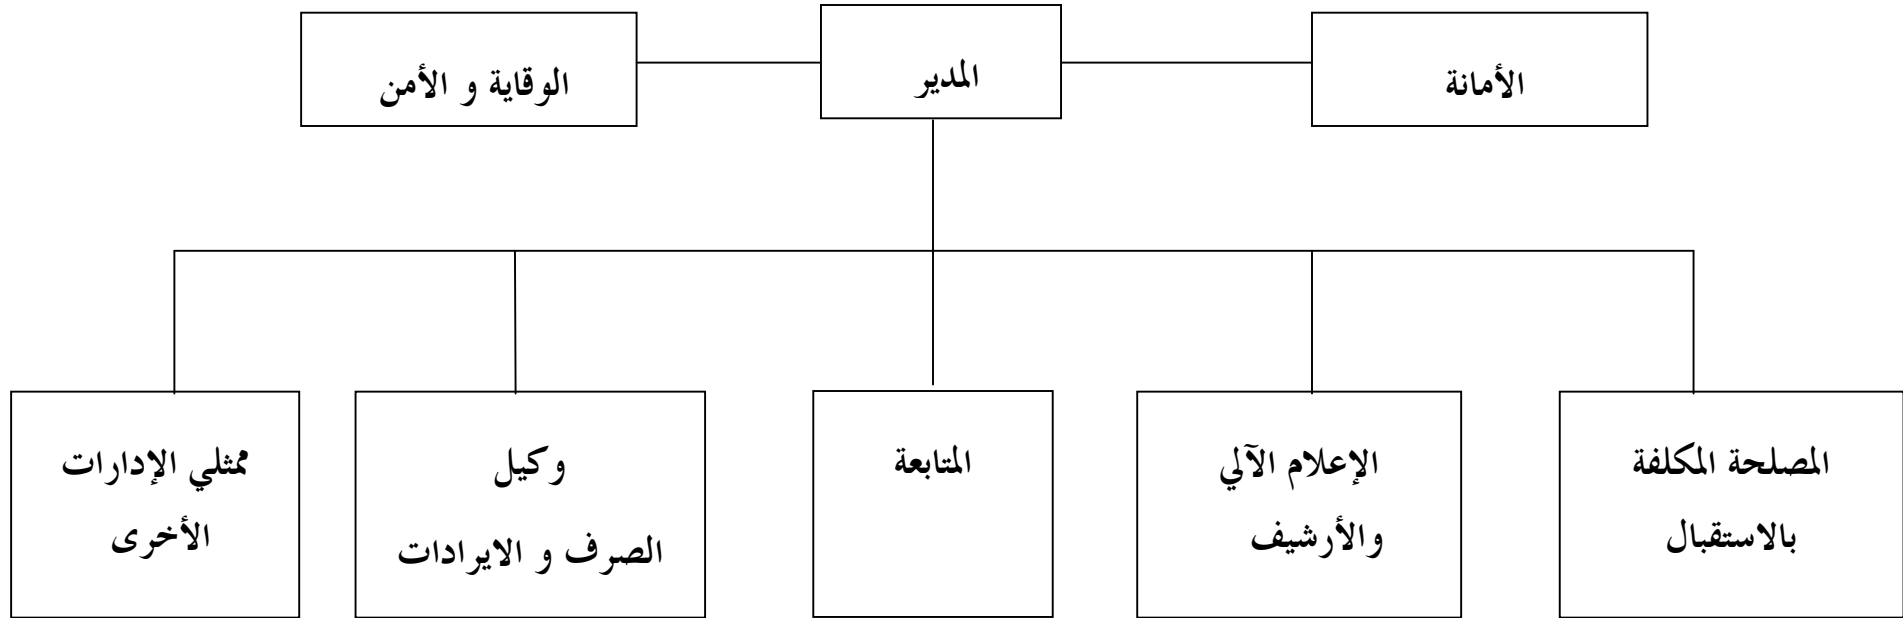 الأمانة
المدير
الوقاية و الأمن
المصلحة المكلفة
بالاستقبال
الإعلام الآلي
والأرشيف
المتابعة
وكيل
الصرف و الايرادات
ممثلي الإدارات
الأخرى